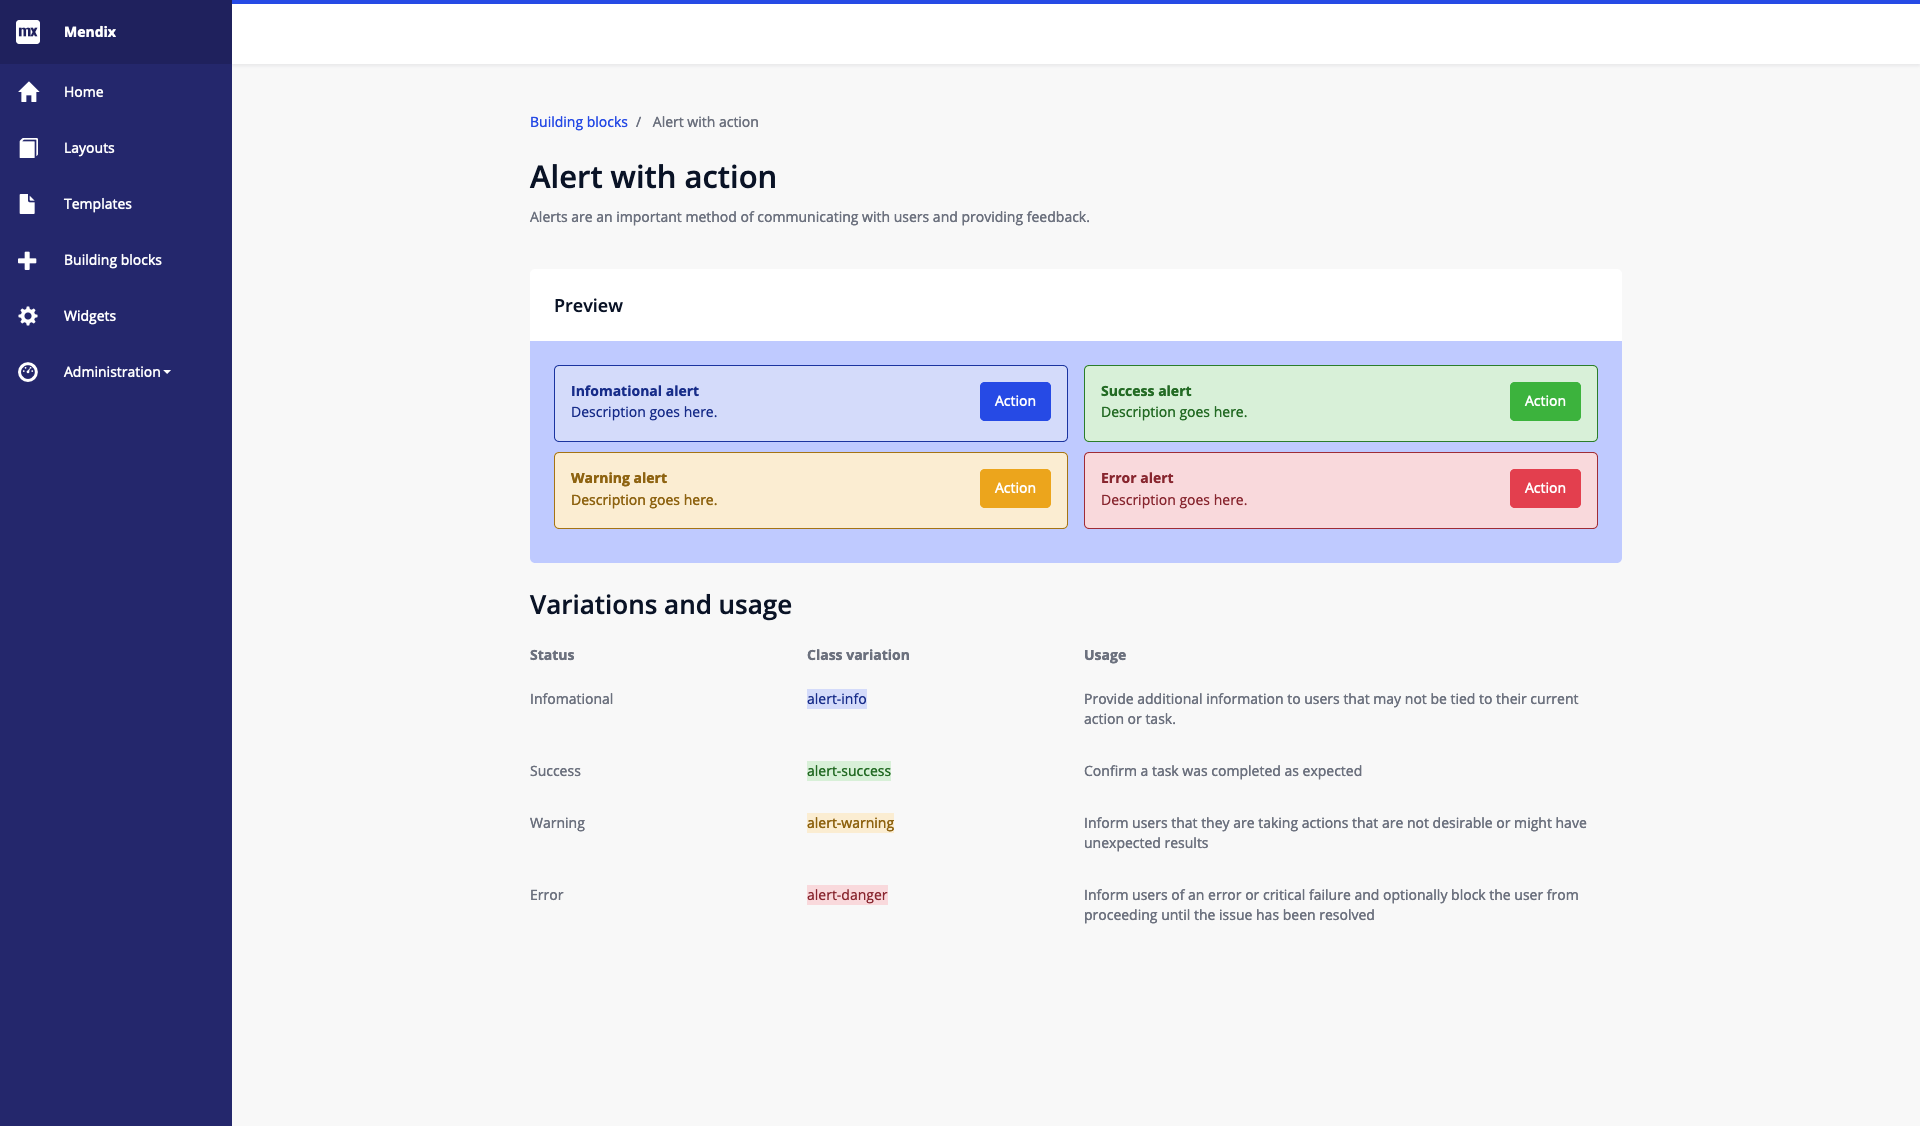 mx Mendix
Home
Layouts
Templates
Building blocks
Widgets
Administration
Building blocks / Alert with action
Alert with action
Alerts are an important method of communicating with users and providing feedback.
Preview
Infomational alert
Description goes here.
Action
Success alert
Description goes here.
Action
Warning alert
Description goes here.
Action
Error alert
Description goes here.
Action
Variations and usage
Status Class variation Usage
Infomational alert-info Provide additional information to users that may not be tied to their current
action or task.
Success alert-success Confirm a task was completed as expected
Warning alert-warning Inform users that they are taking actions that are not desirable or might have
unexpected results
Error alert-danger Inform users of an error or critical failure and optionally block the user from
proceeding until the issue has been resolved